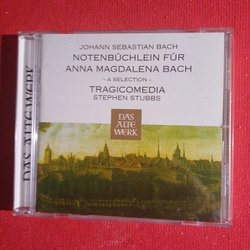 JOHANN SEBASTIAN BACH
NOTENBÜCHLEIN FÜR
ANNA MAGDALENA BACH
- A SELECTION -
TRAGICOMEDIA
STEPHEN STUBBS
DAS
ALTE
WERK
DAS ALTE WERK